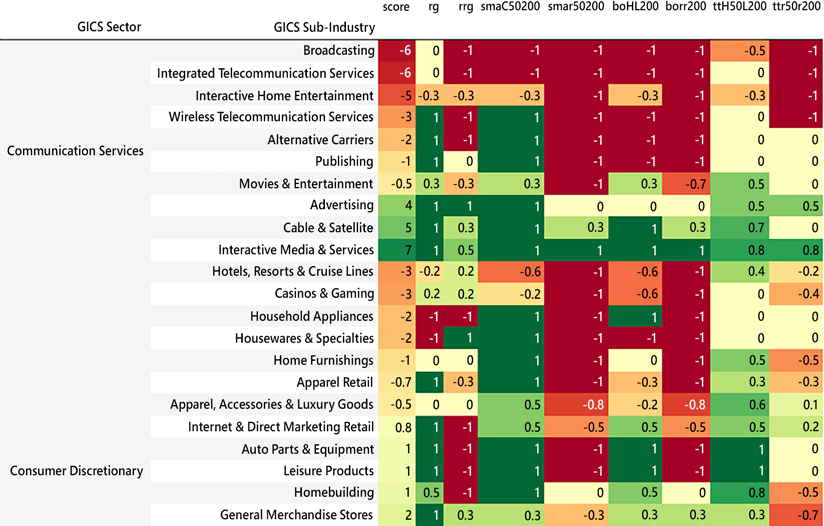 score rg rrg smaC50200 smar50200 boHL200 borr200 ttH50L200 ttr50r200
GICS Sector GICS Sub-Industry
Communication Services
Broadcasting -6 0 -1 -1 -1 -1 -1 -0.5 -1
Integrated Telecommunication Services -6 0 -1 -1 -1 -1 -1 0 -1
Interactive Home Entertainment -5 -0.3 -0.3 -0.3 -1 -0.3 -1 -0.3 -1
Wireless Telecommunication Services -3 1 -1 1 -1 -1 -1 0 -1
Alternative Carriers -2 1 -1 1 -1 -1 -1 0 0
Publishing -1 1 0 1 -1 -1 -1 0 0
Movies & Entertainment -0.5 0.3 -0.3 0.3 -1 0.3 -0.7 0.5 0
Advertising 4 1 1 1 0 0 0 0.5 0.5
Cable & Satellite 5 1 0.3 1 0.3 1 0.3 0.7 0
Interactive Media & Services 7 1 0.5 1 1 1 1 0.8 0.8
Consumer Discretionary
Hotels, Resorts & Cruise Lines -3 -0.2 0.2 -0.6 -1 -0.6 -1 0.4 -0.2
Casinos & Gaming -3 0.2 0.2 -0.2 -1 -0.6 -1 0 -0.4
Household Appliances -2 -1 -1 1 -1 1 -1 0 0
Housewares & Specialties -2 -1 1 1 -1 -1 -1 0 0
Home Furnishings -1 0 0 1 -1 0 -1 0.5 -0.5
Apparel Retail -0.7 1 -0.3 1 -1 -0.3 -1 0.3 -0.3
Apparel, Accessories & Luxury Goods -0.5 0 0 0.5 -0.8 -0.2 -0.8 0.6 0.1
Internet & Direct Marketing Retail 0.8 1 -1 0.5 -0.5 0.5 -0.5 0.5 0.2
Auto Parts & Equipment 1 1 -1 1 -1 1 -1 1 0
Leisure Products 1 1 -1 1 -1 1 -1 1 0
Homebuilding 1 0.5 -1 1 0 0.5 0 0.8 -0.5
General Merchandise Stores 2 1 0.3 0.3 -0.3 0.3 0.3 0.3 -0.7